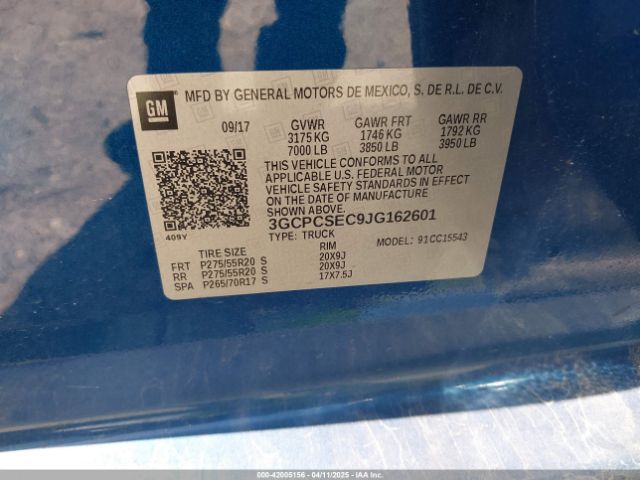 GM
MFD BY GENERAL MOTORS DE MEXICO, S. DE R.L. DE C.V.
09/17 GVWR GAWR FRT GAWR RR
3175 KG 1746 KG 1792 KG
7000 LB 3850 LB 3950 LB
THIS VEHICLE CONFORMS TO ALL
APPLICABLE U.S. FEDERAL MOTOR
VEHICLE SAFETY STANDARDS IN EFFECT
ON THE DATE OF MANUFACTURE
SHOWN ABOVE.
409Y
3GCPCSEC9JG162601
TYPE: TRUCK MODEL: 91CC15543
TIRE SIZE RIM
FRT P275/55R20 S 20X9J
RR P275/55R20 S 20X9J
SPA P265/70R17 S 17X7.5J
000-42005156 - 04/11/2025 - IAA Inc.